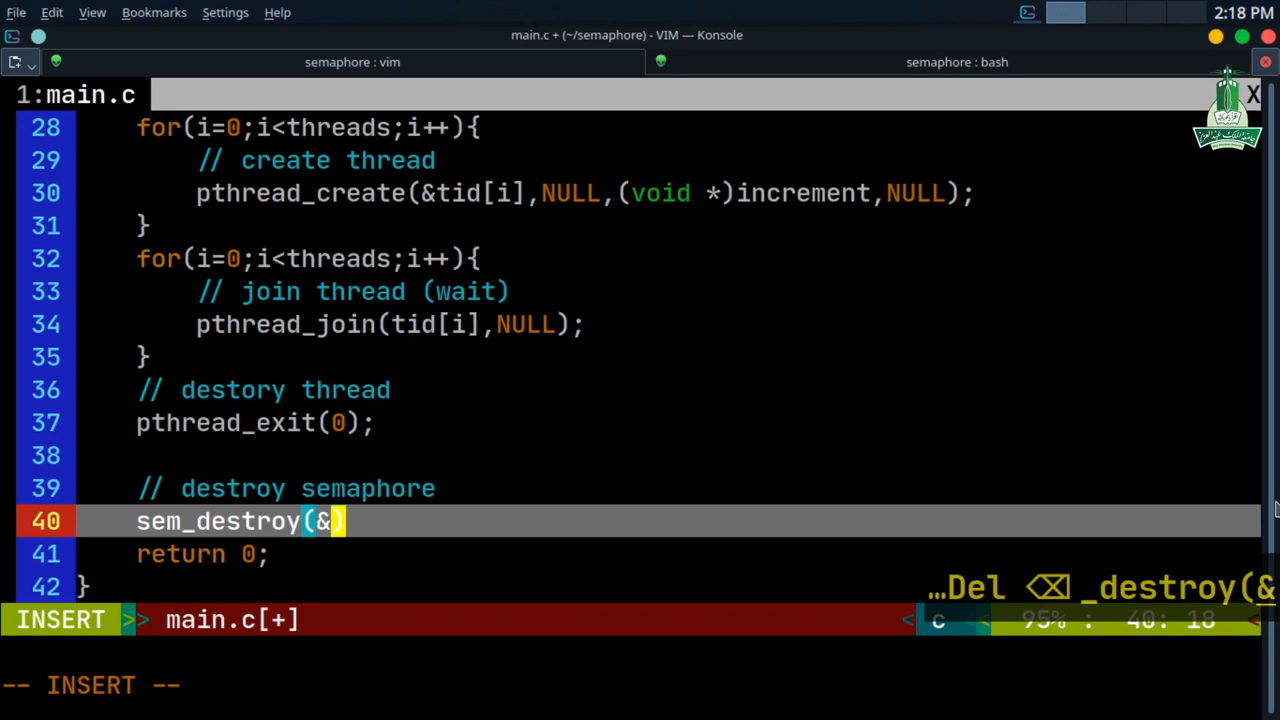 File Edit View Bookmarks Settings Help 2:18 PM
main.c + (~/semaphore) - VIM — Konsole
semaphore : vim semaphore : bash
1:main.c X
28 for(i=0;i<threads;i++){
29 // create thread
30 pthread_create(&tid[i],NULL,(void *)increment,NULL);
31 }
32 for(i=0;i<threads;i++){
33 // join thread (wait)
34 pthread_join(tid[i],NULL);
35 }
36 // destory thread
37 pthread_exit(0);
38
39 // destroy semaphore
40 sem_destroy(&)
41 return 0;
42 }
…Del ⌫ _destroy(&
INSERT >> main.c[+] < c < 95% : 40: 18 <
-- INSERT --